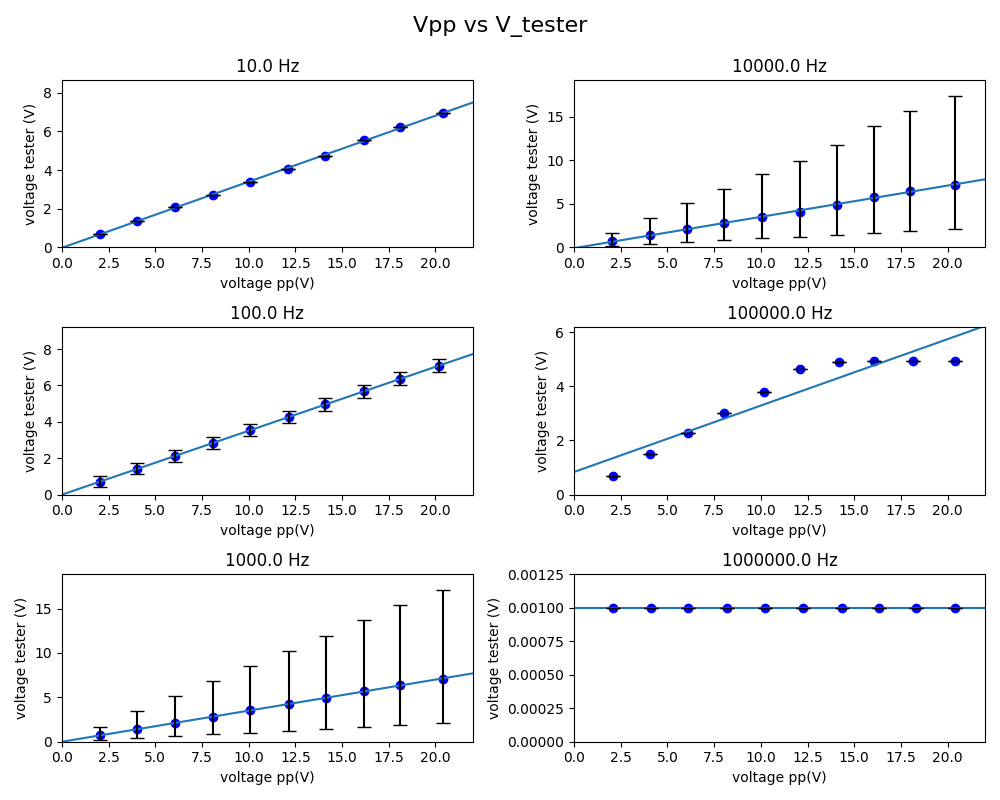 Vpp vs V_tester
10.0 Hz
voltage tester (V)
8
6
4
2
0
0.0 2.5 5.0 7.5 10.0 12.5 15.0 17.5 20.0
voltage pp(V)
10000.0 Hz
voltage tester (V)
15
10
5
0
0.0 2.5 5.0 7.5 10.0 12.5 15.0 17.5 20.0
voltage pp(V)
100.0 Hz
voltage tester (V)
8
6
4
2
0
0.0 2.5 5.0 7.5 10.0 12.5 15.0 17.5 20.0
voltage pp(V)
100000.0 Hz
voltage tester (V)
6
4
2
0
0.0 2.5 5.0 7.5 10.0 12.5 15.0 17.5 20.0
voltage pp(V)
1000.0 Hz
voltage tester (V)
15
10
5
0
0.0 2.5 5.0 7.5 10.0 12.5 15.0 17.5 20.0
voltage pp(V)
1000000.0 Hz
voltage tester (V)
0.00125
0.00100
0.00075
0.00050
0.00025
0.00000
0.0 2.5 5.0 7.5 10.0 12.5 15.0 17.5 20.0
voltage pp(V)